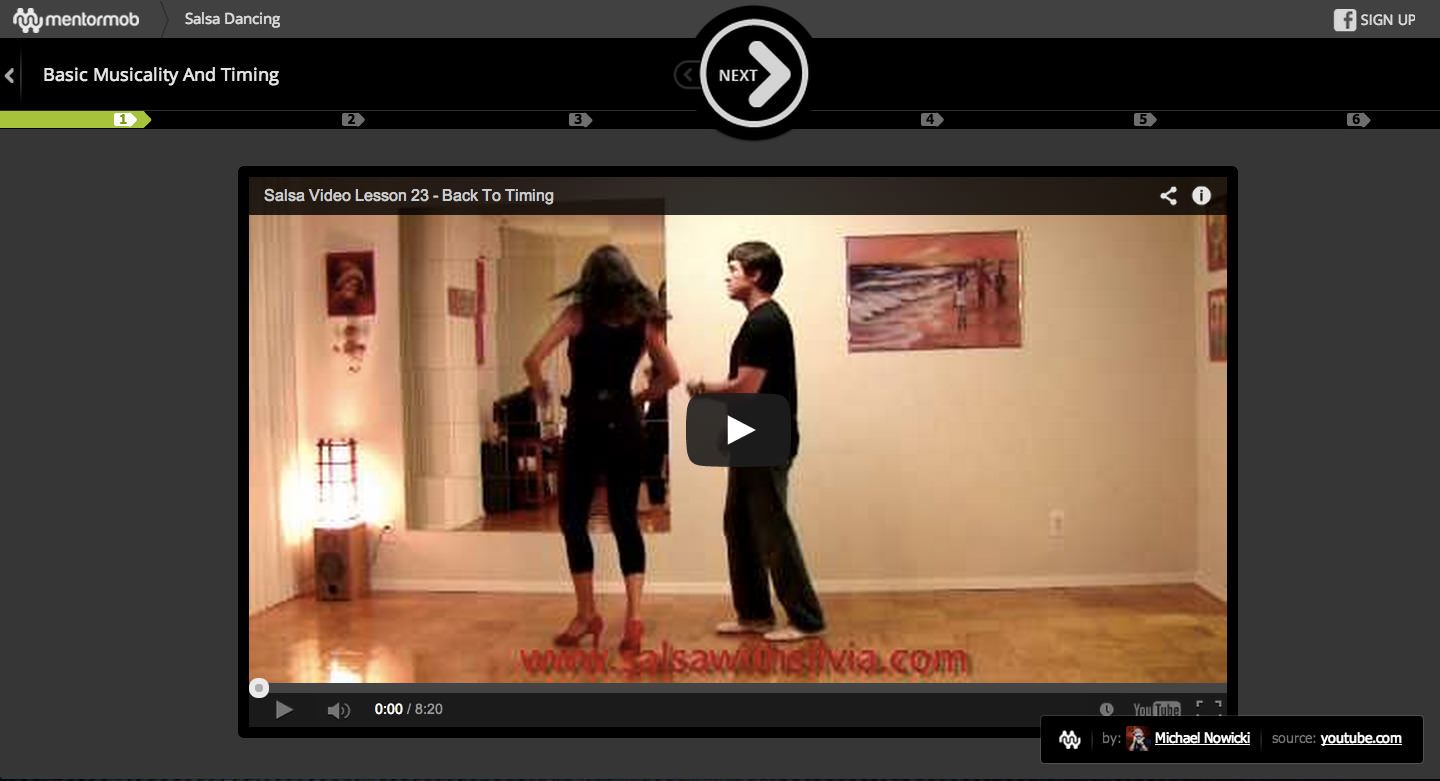 mentormob
Salsa Dancing
SIGN UP
Basic Musicality And Timing
NEXT
1
2
3
4
5
6
Salsa Video Lesson 23 - Back To Timing
www.salsawithsilvia.com
0:00 / 8:20
YouTube
by: Michael Nowicki
source: youtube.com